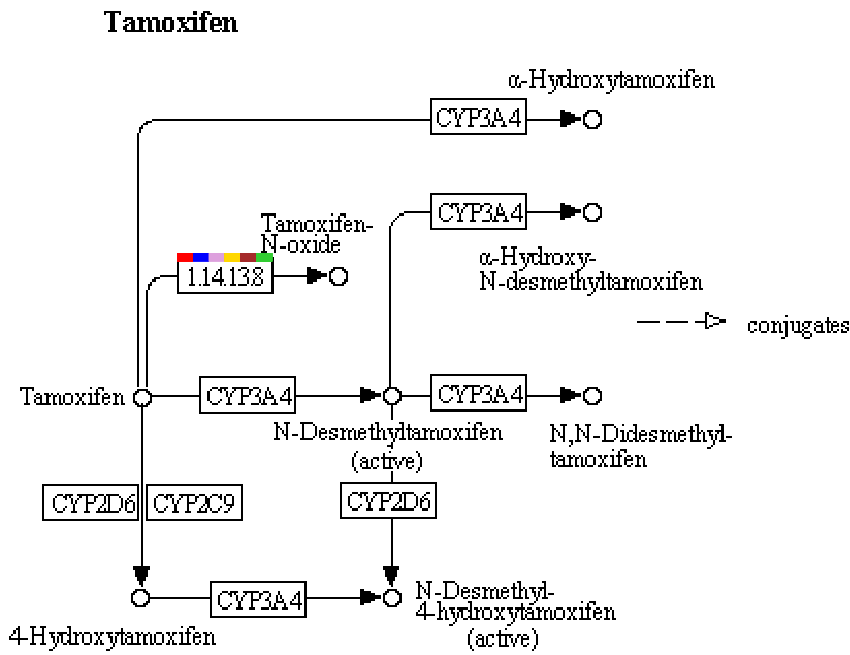 Tamoxifen
α-Hydroxytamoxifen
CYP3A4
CYP3A4
Tamoxifen-
N-oxide
α-Hydroxy-
N-desmethyltamoxifen
1.14.13.8
conjugates
Tamoxifen
CYP3A4
CYP3A4
N-Desmethyltamoxifen
(active)
N,N-Didesmethyl-
tamoxifen
CYP2D6
CYP2C9
CYP2D6
CYP3A4
N-Desmethyl-
4-hydroxytamoxifen
(active)
4-Hydroxytamoxifen